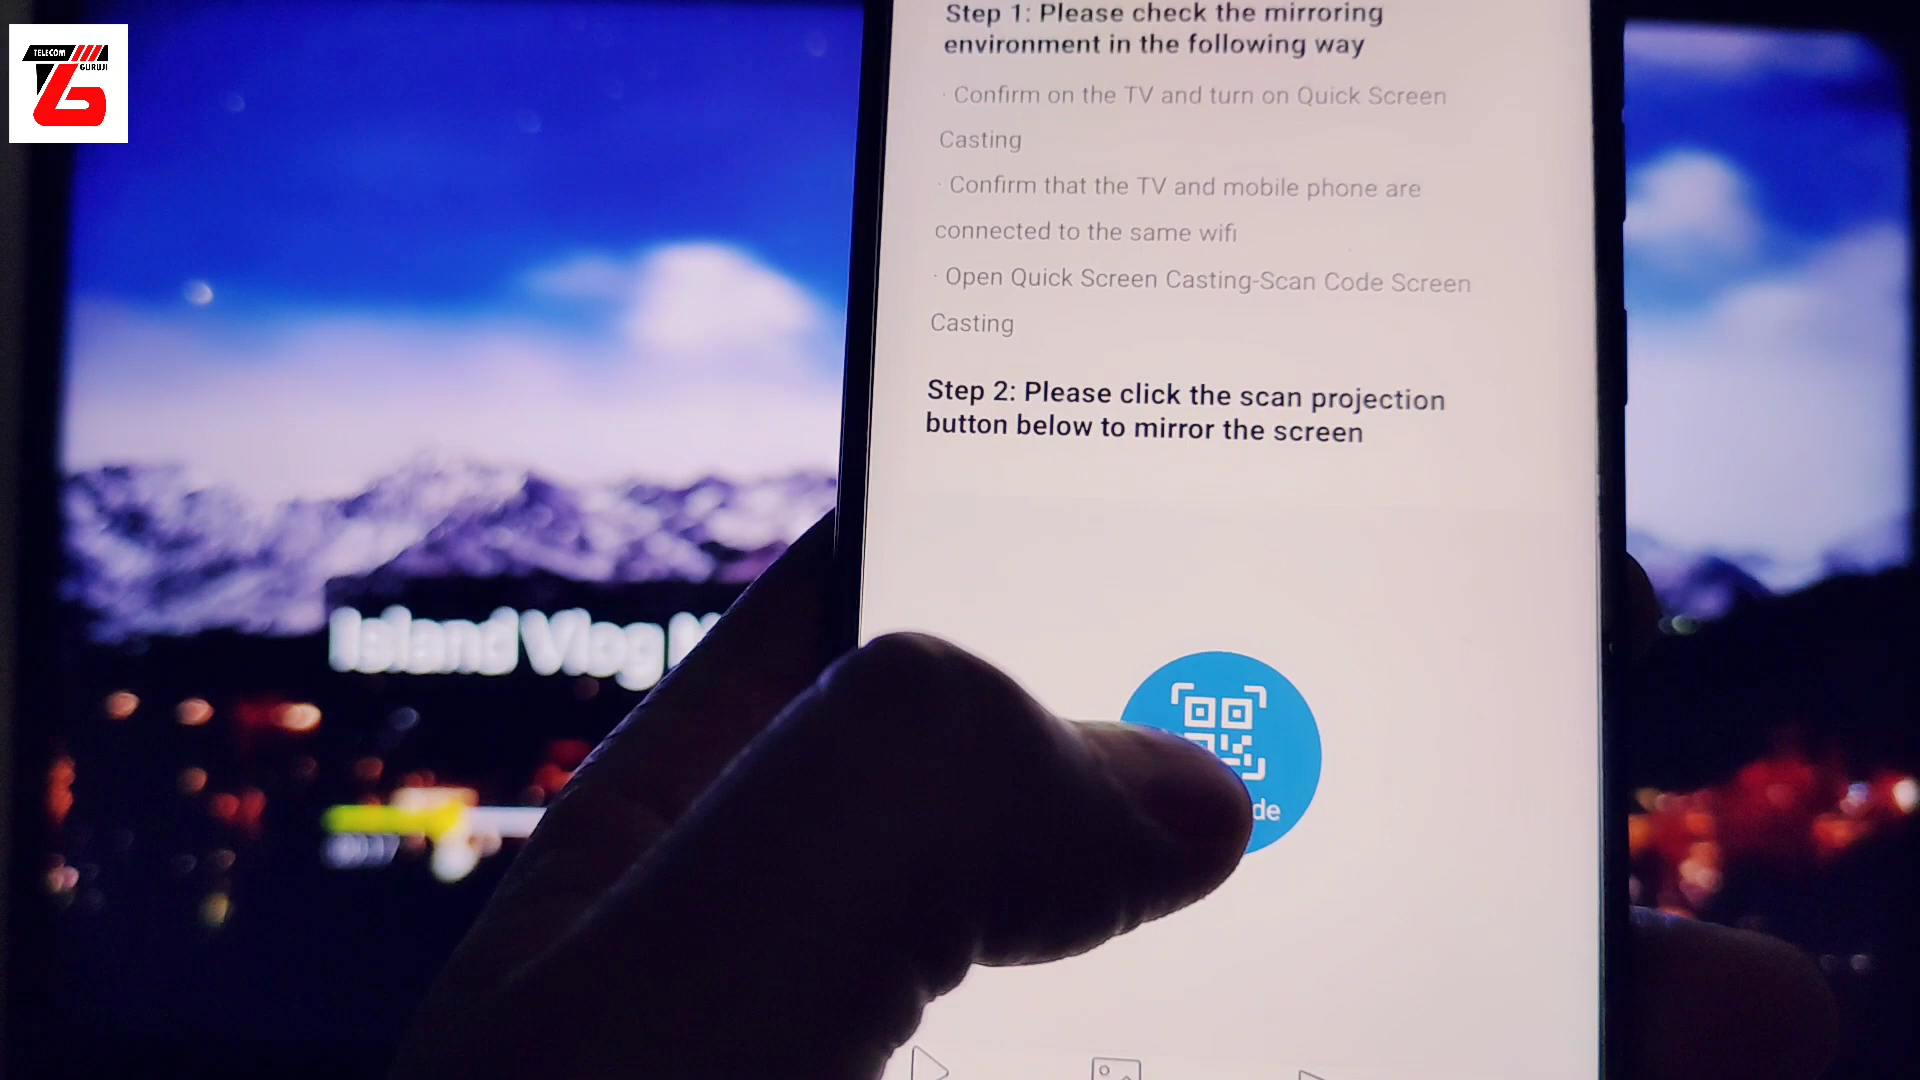 TELECOM
GURUJI
Step 1: Please check the mirroring
environment in the following way
· Confirm on the TV and turn on Quick Screen
Casting
· Confirm that the TV and mobile phone are
connected to the same wifi
· Open Quick Screen Casting-Scan Code Screen
Casting
Step 2: Please click the scan projection
button below to mirror the screen
Island Vlog
de